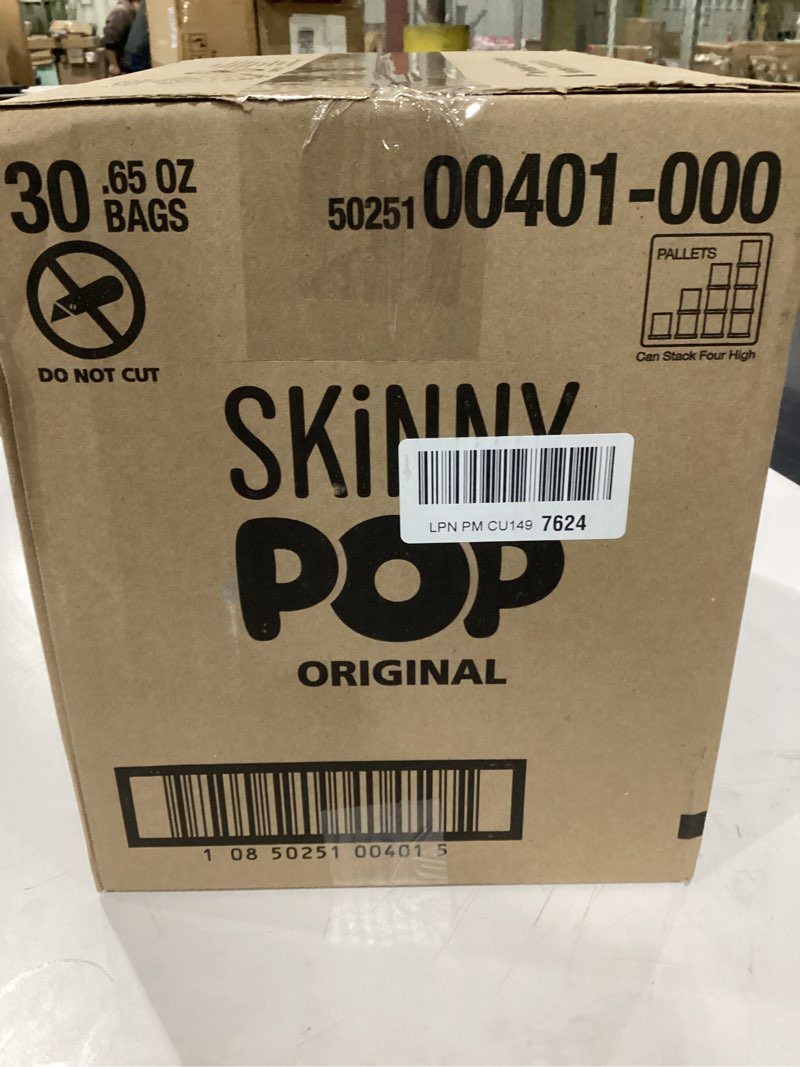 30 .65 OZ
BAGS
50251 00401-000
PALLETS
Can Stack Four High
DO NOT CUT
SKiNNY
LPN PM CU149 7624
POP
ORIGINAL
1 08 50251 00401 5